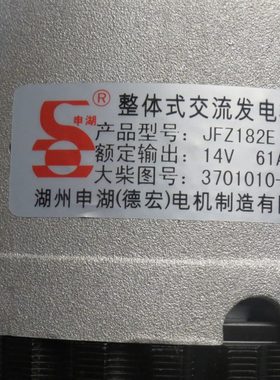 申湖
®
整体式交流发电
产品型号: JFZ182E
额定输出: 14V 61A
大柴图号: 3701010-
湖州申湖(德宏)电机制造有